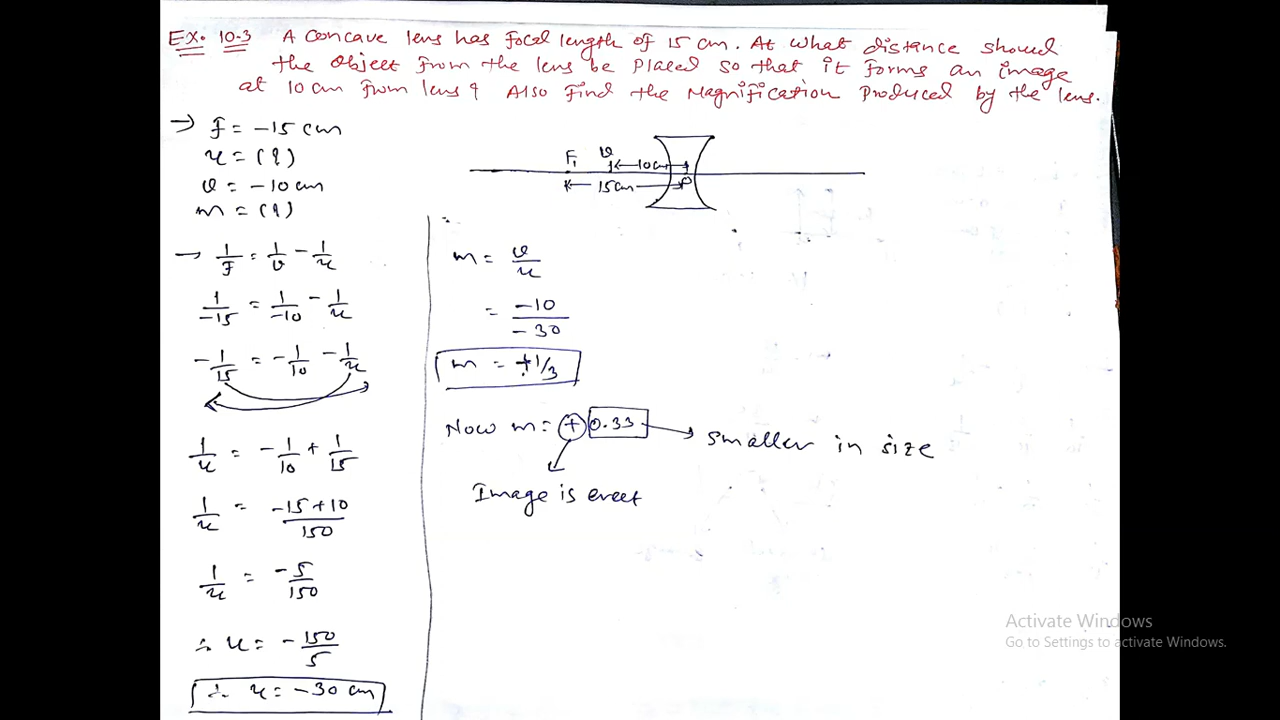 Ex. 10.3 A concave lens has focal length of 15 cm. At what distance should
the object from the lens be placed so that it forms an image
at 10 cm from lens? Also find the Magnification produced by the lens.
→ f = -15 cm
u = (?)
v = -10 cm
m = (?)
F₁ v 10cm P
15cm
→ 1/f = 1/v - 1/u
1/-15 = 1/-10 - 1/u
-1/15 = -1/10 - 1/u
1/u = -1/10 + 1/15
1/u = -15+10/150
1/u = -5/150
∴ u = -150/5
∴ u = -30 cm
m = v/u
= -10/-30
m = +1/3
Now m = + 0.33 → Smaller in size
Image is erect
Activate Windows
Go to Settings to activate Windows.